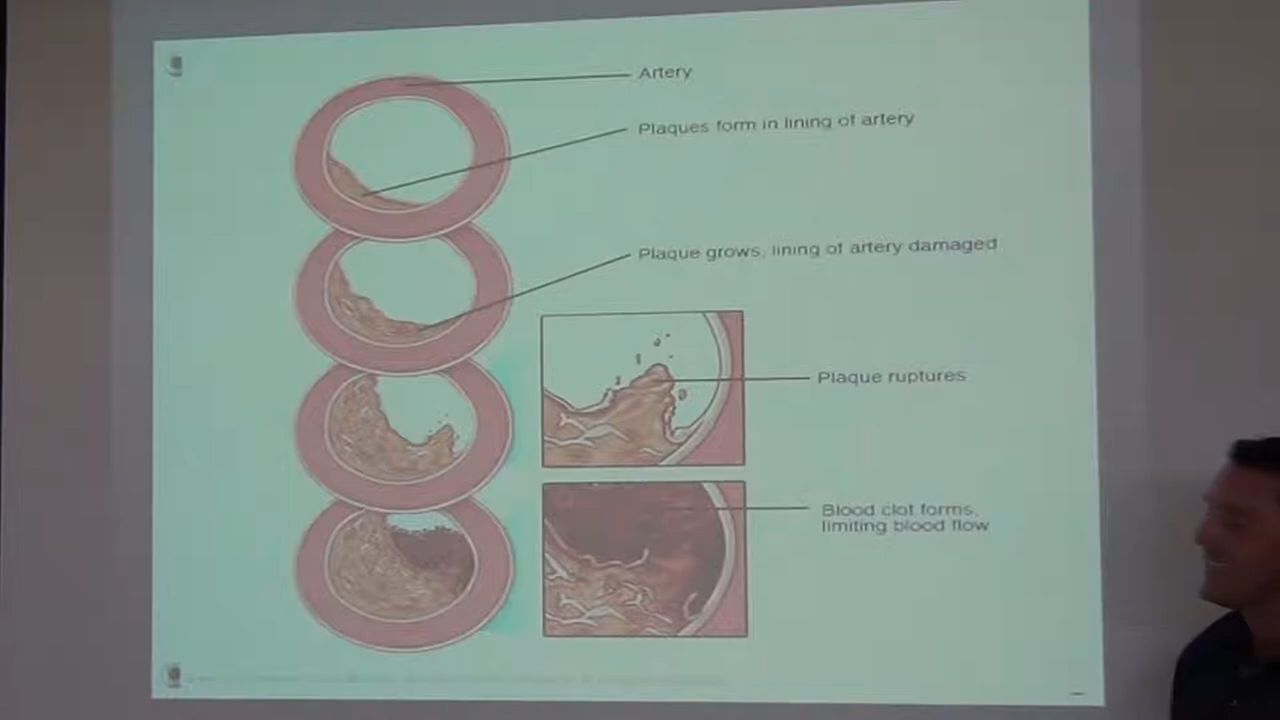 Artery
Plaques form in lining of artery
Plaque grows, lining of artery damaged
Plaque ruptures
Blood clot forms,
limiting blood flow